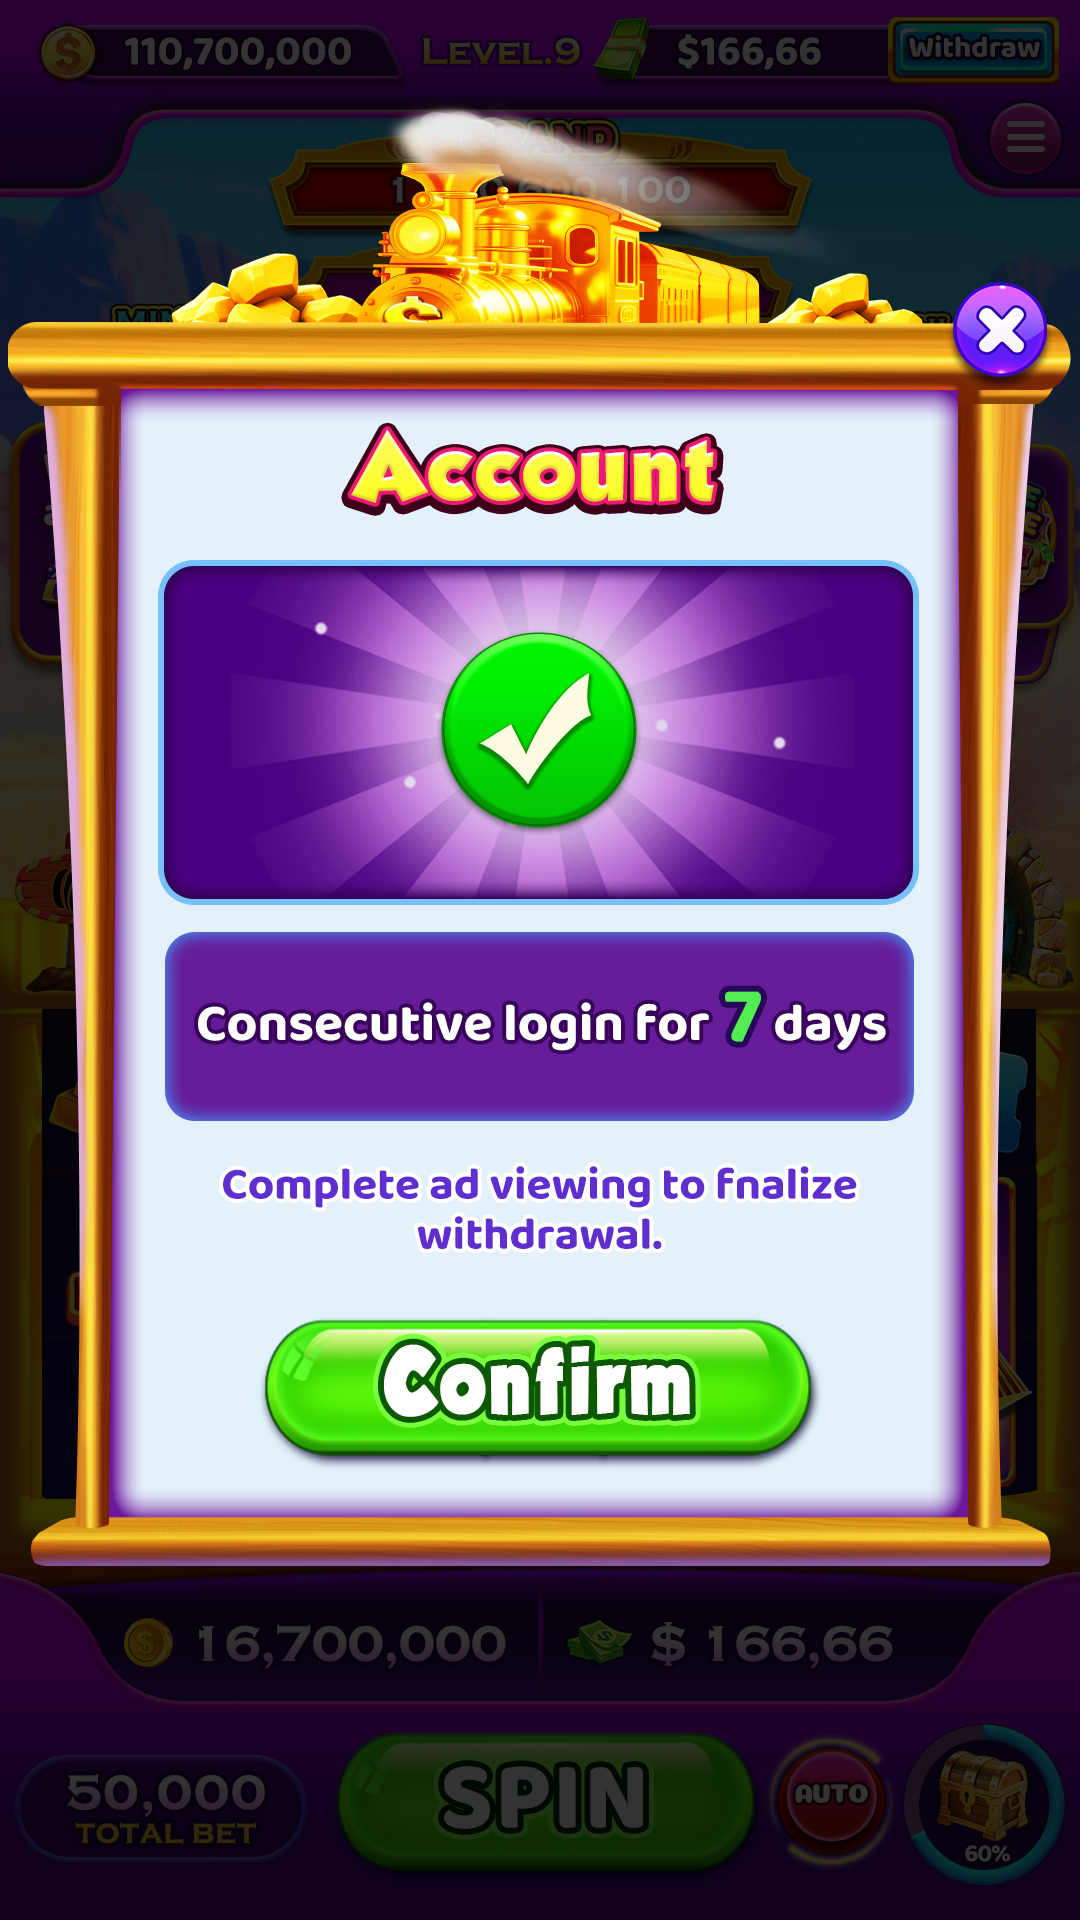 110,700,000
LEVEL.9
$166,66
Withdraw
Account
Consecutive login for 7 days
Complete ad viewing to fnalize
withdrawal.
Confirm
16,700,000
$ 166,66
50,000
TOTAL BET
SPIN
AUTO
60%